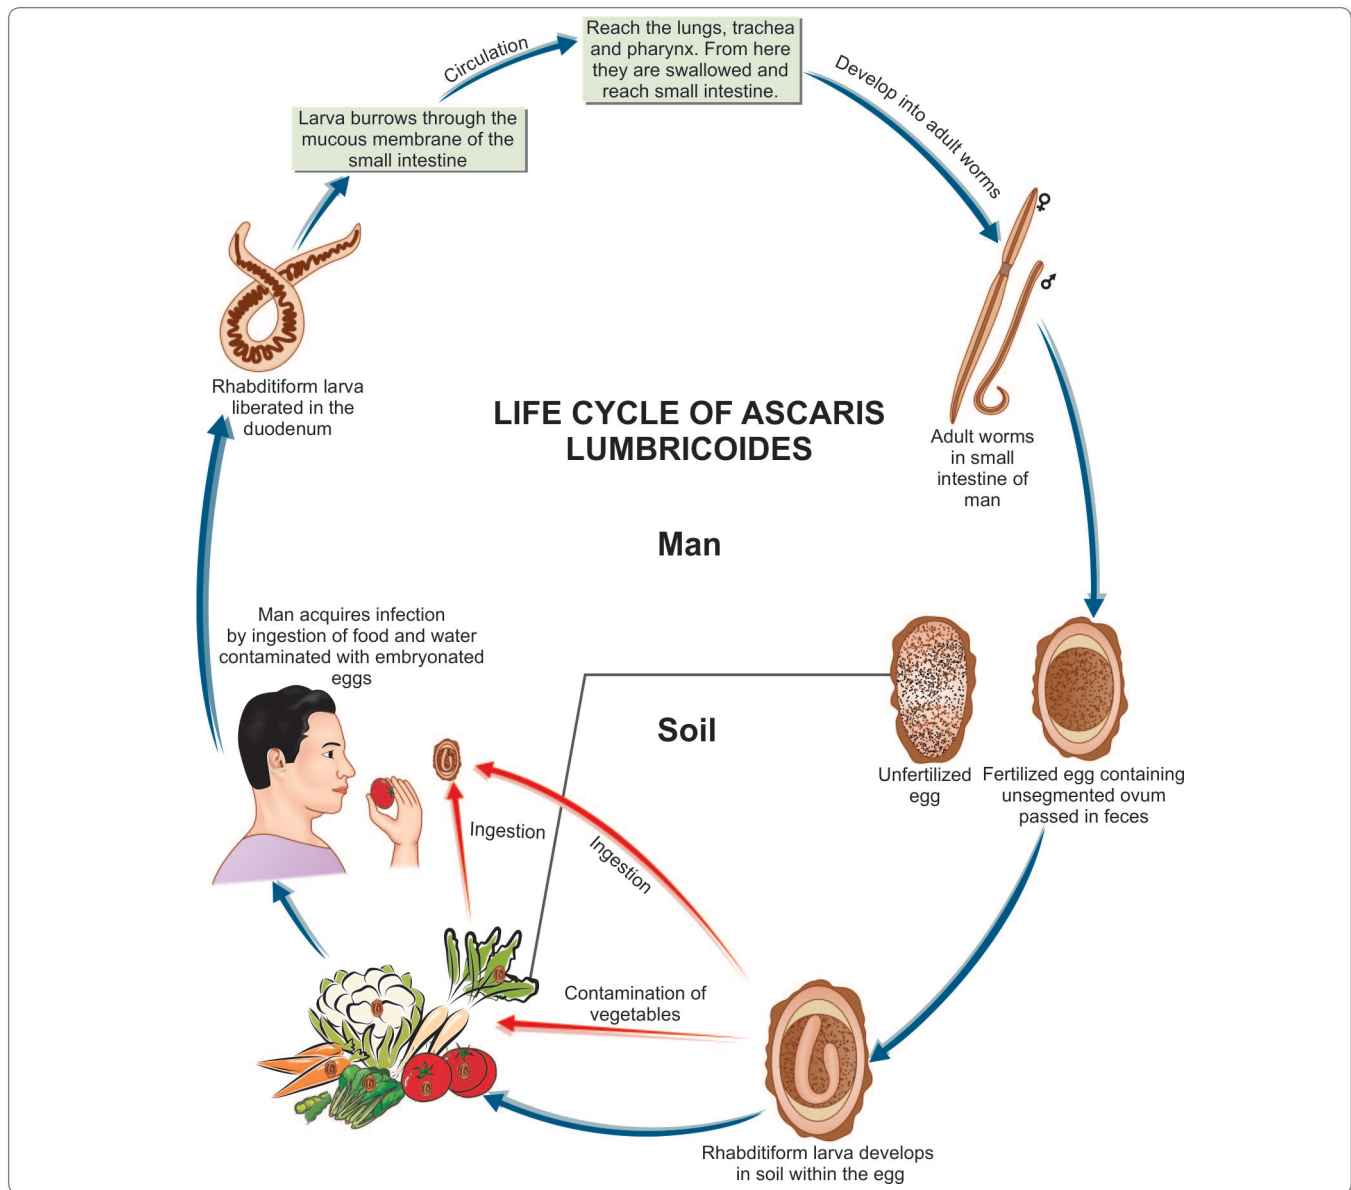 Reach the lungs, trachea
and pharynx. From here
they are swallowed and
reach small intestine.
Circulation
Develop into adult worms
Larva burrows through the
mucous membrane of the
small intestine
♀
♂
Rhabditiform larva
liberated in the
duodenum
LIFE CYCLE OF ASCARIS
LUMBRICOIDES
Adult worms
in small
intestine of
man
Man
Man acquires infection
by ingestion of food and water
contaminated with embryonated
eggs
Soil
Unfertilized
egg
Fertilized egg containing
unsegmented ovum
passed in feces
Ingestion
Ingestion
Contamination of
vegetables
Rhabditiform larva develops
in soil within the egg